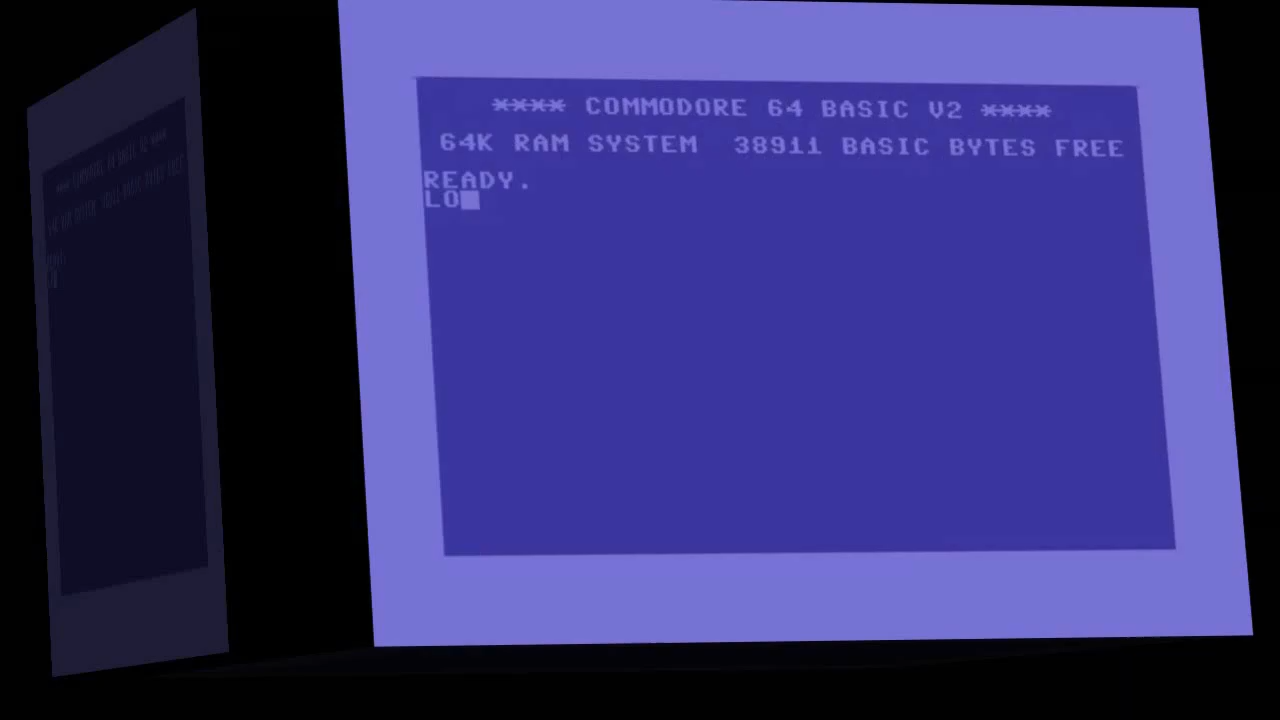 **** COMMODORE 64 BASIC V2 ****
64K RAM SYSTEM  38911 BASIC BYTES FREE
READY.
LO